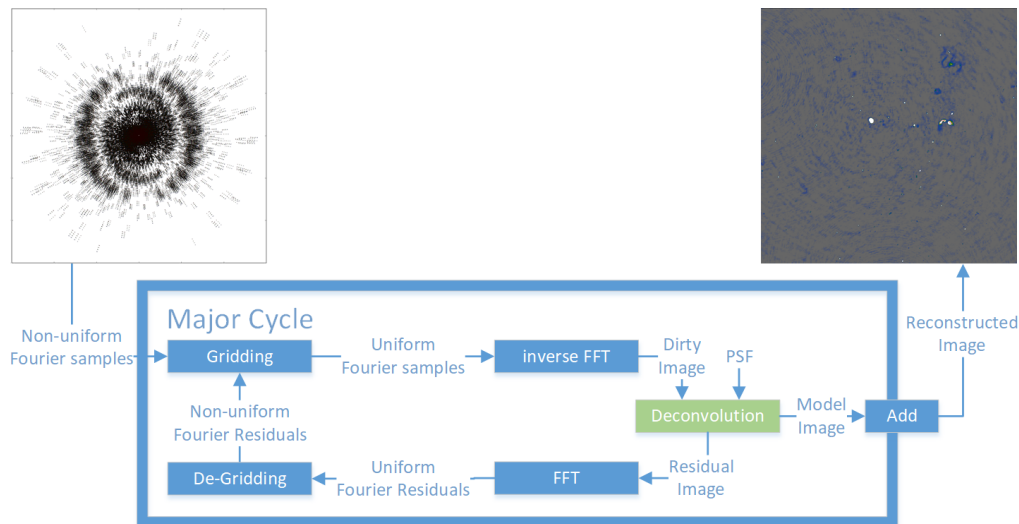 Major Cycle
Non-uniform
Fourier samples
Gridding
Uniform
Fourier samples
inverse FFT
Dirty
Image
PSF
Reconstructed
Image
Non-uniform
Fourier Residuals
Deconvolution
Model
Image
Add
De-Gridding
Uniform
Fourier Residuals
FFT
Residual
Image